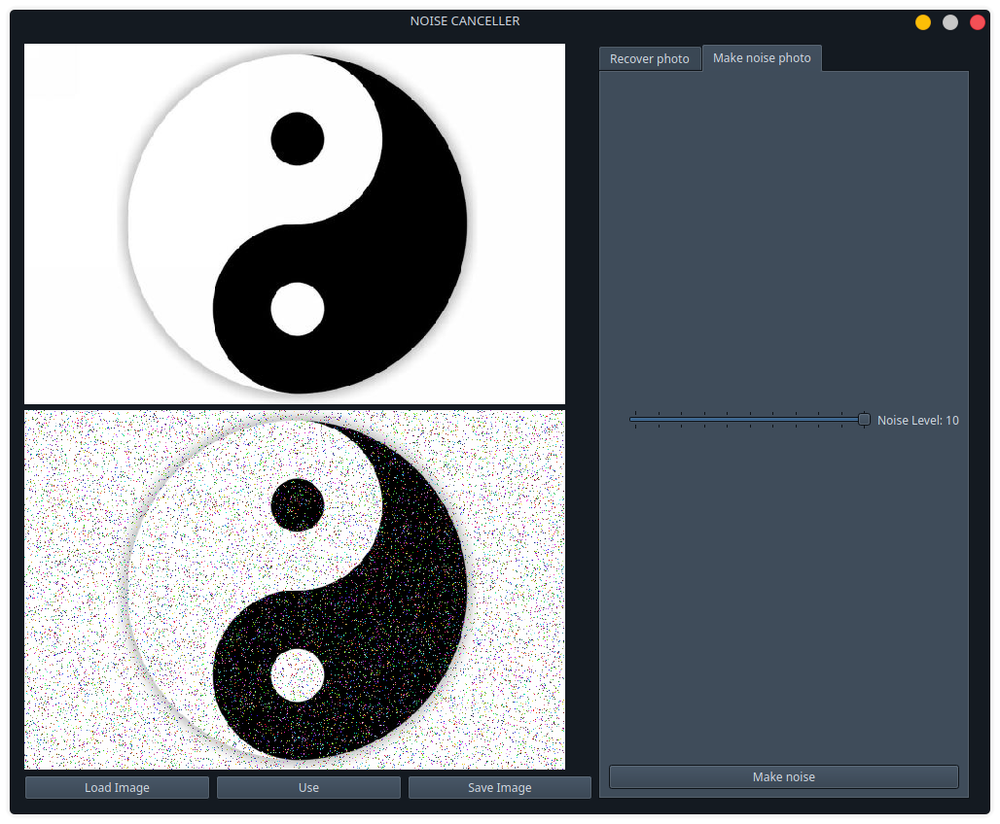 NOISE CANCELLER
Recover photo
Make noise photo
Noise Level: 10
Make noise
Load Image
Use
Save Image